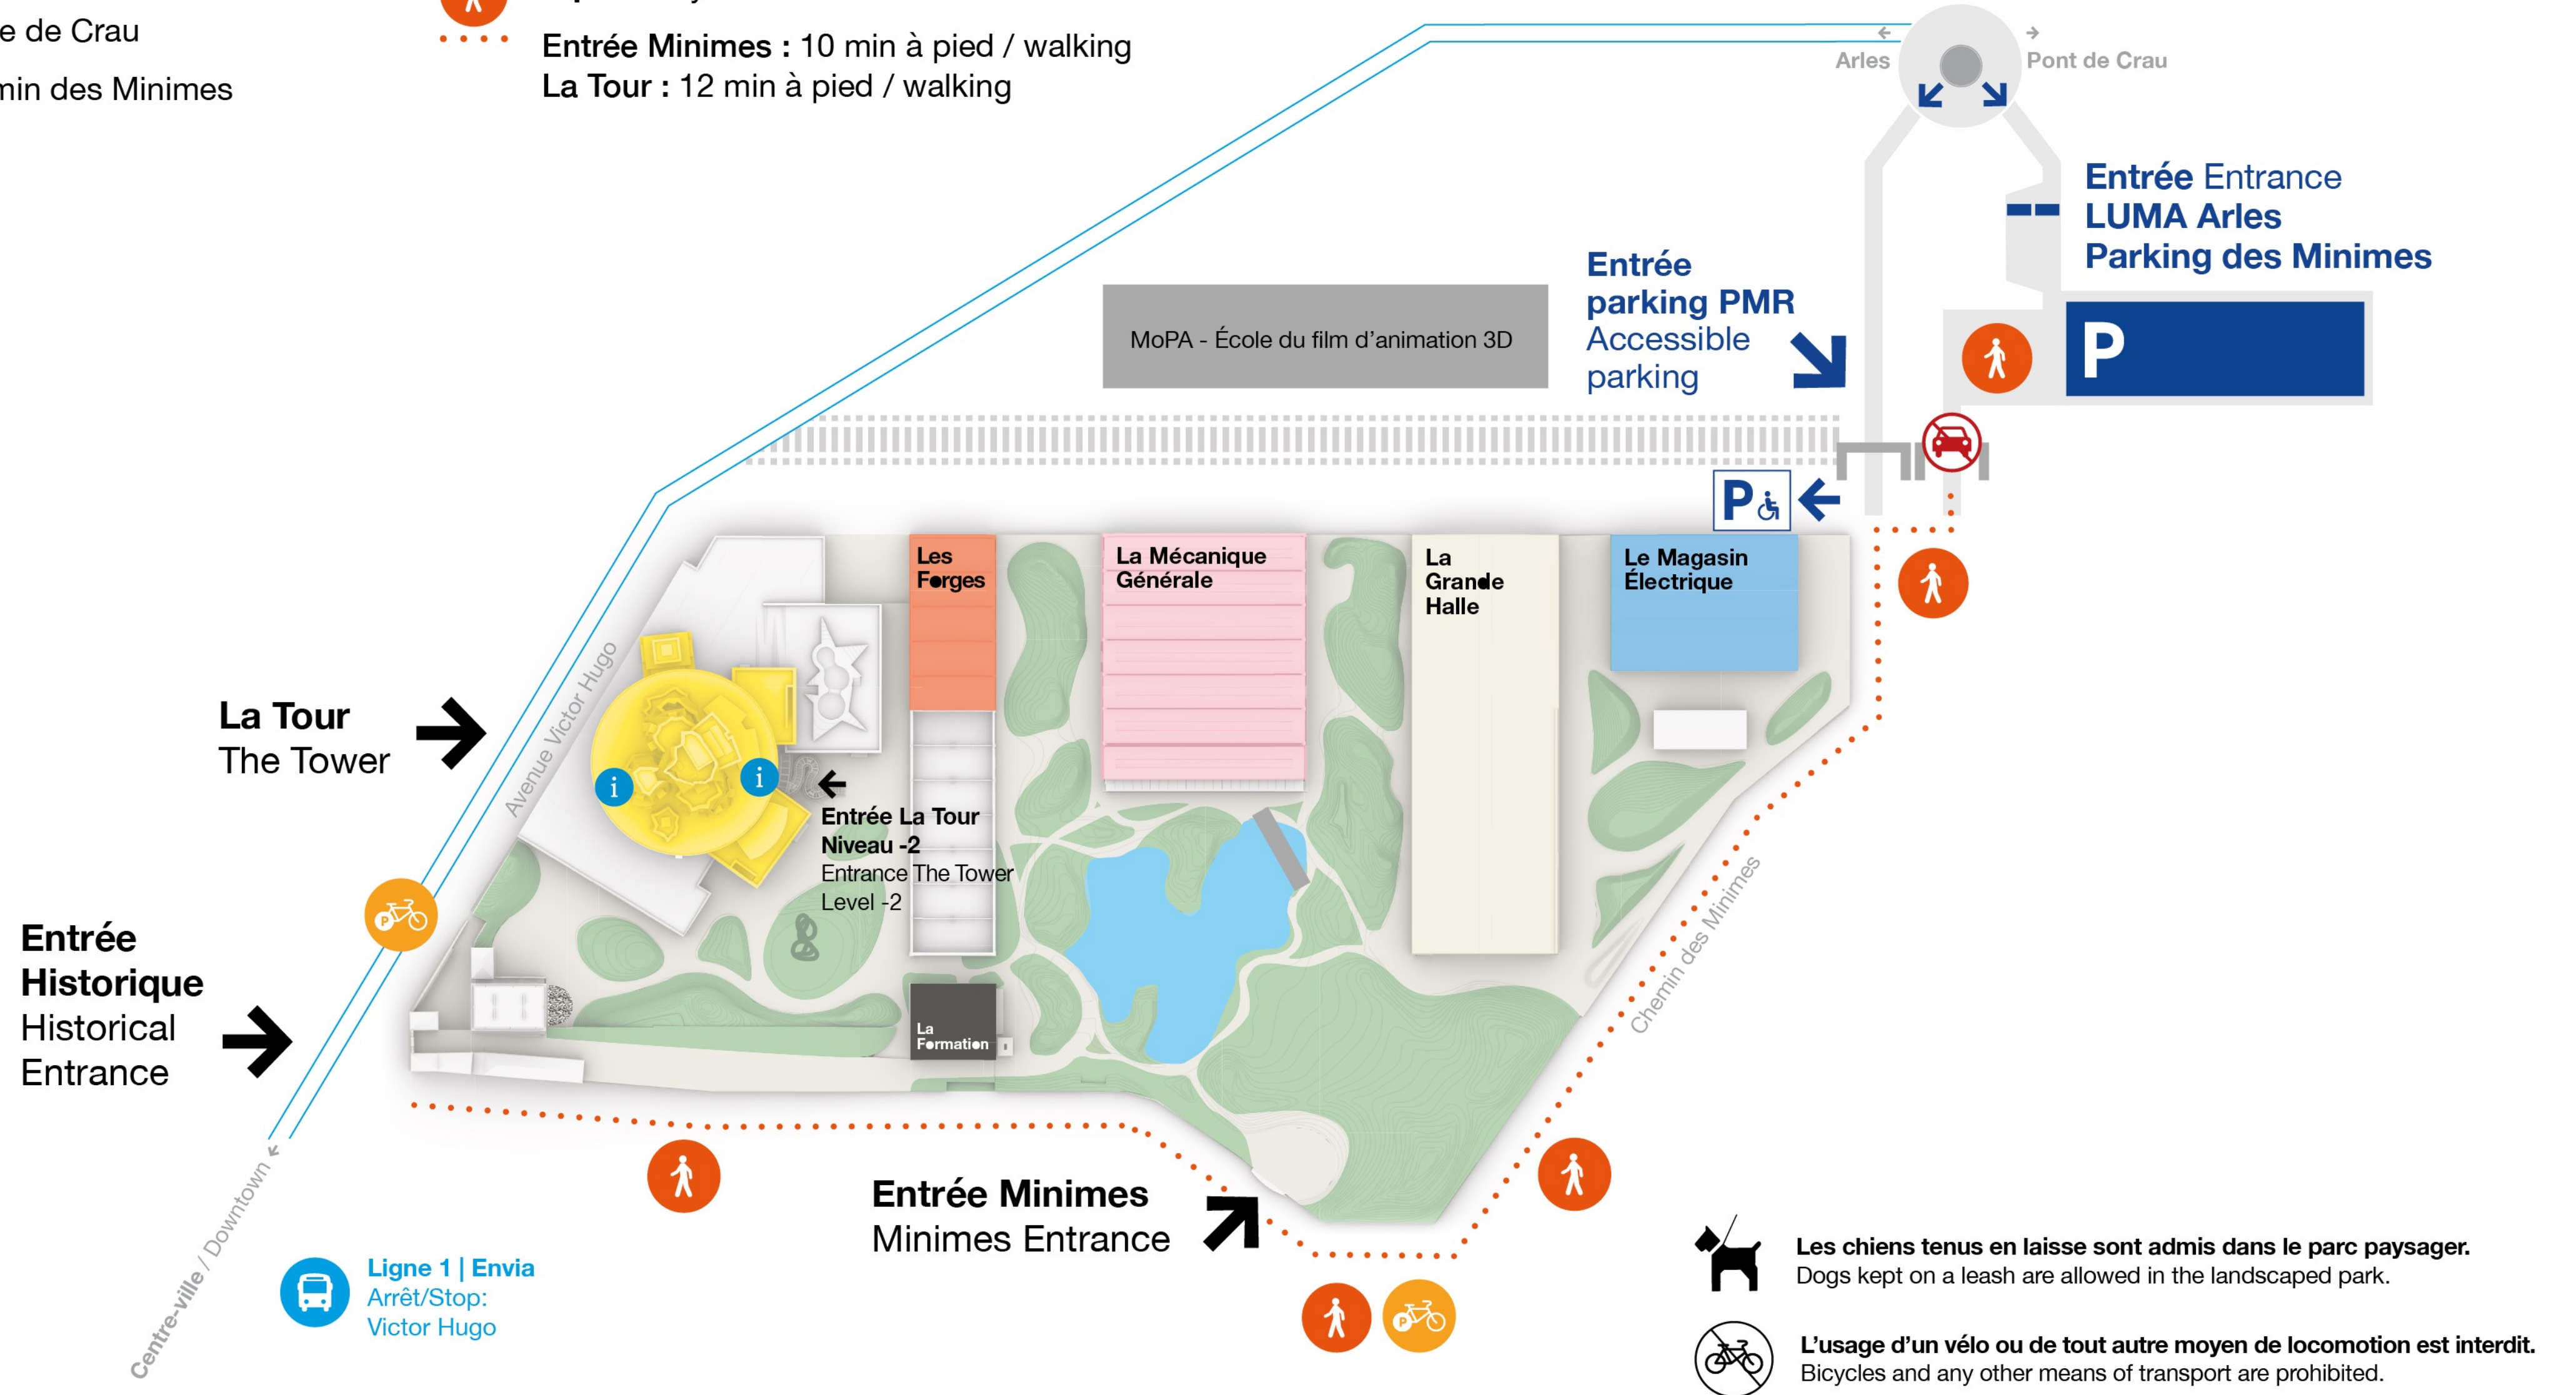 e de Crau
min des Minimes
Entrée Minimes : 10 min à pied / walking
La Tour : 12 min à pied / walking
Arles
Pont de Crau
Entrée Entrance
LUMA Arles
Parking des Minimes
Entrée
parking PMR
Accessible
parking
MoPA - École du film d'animation 3D
P
P
Les
Forges
La Mécanique
Générale
La
Grande
Halle
Le Magasin
Électrique
Avenue Victor Hugo
La Tour
The Tower
i
i
Entrée La Tour
Niveau -2
Entrance The Tower
Level -2
P
Entrée
Historique
Historical
Entrance
La
Formation
Chemin des Minimes
Centre-ville / Downtown
Entrée Minimes
Minimes Entrance
Ligne 1 | Envia
Arrêt/Stop:
Victor Hugo
P
Les chiens tenus en laisse sont admis dans le parc paysager.
Dogs kept on a leash are allowed in the landscaped park.
L'usage d'un vélo ou de tout autre moyen de locomotion est interdit.
Bicycles and any other means of transport are prohibited.